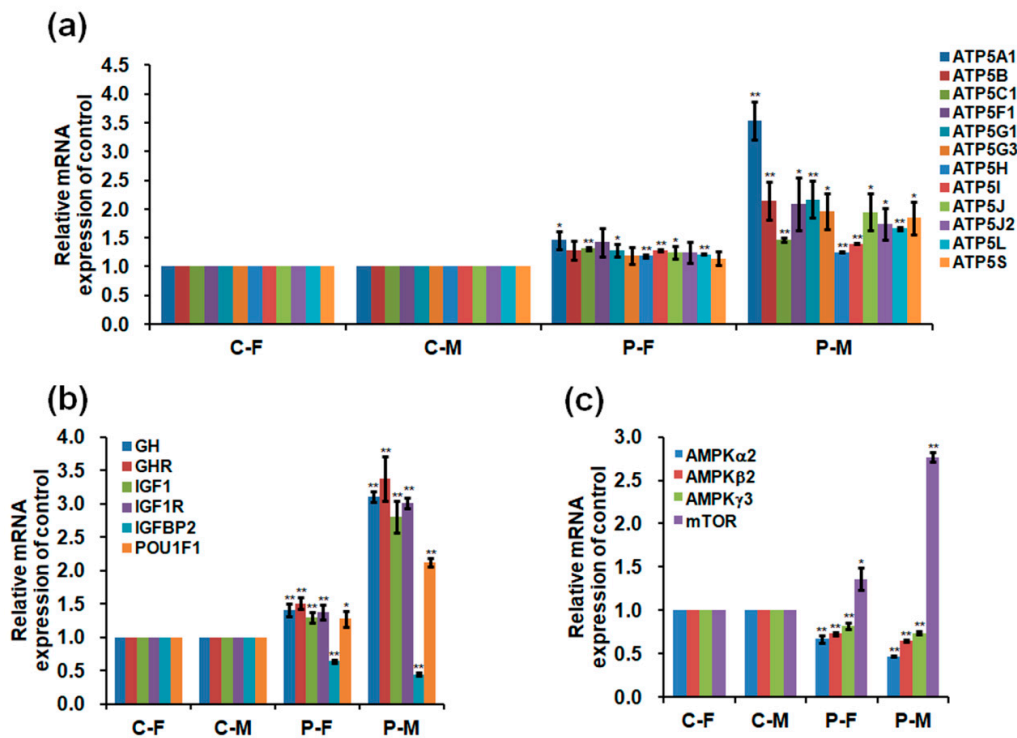 (a)
Relative mRNA
expression of control
4.5
4.0
3.5
3.0
2.5
2.0
1.5
1.0
0.5
0.0
* ** * ** ** * **
** ** ** * ** * ** ** * * ** *
C-F C-M P-F P-M
ATP5A1
ATP5B
ATP5C1
ATP5F1
ATP5G1
ATP5G3
ATP5H
ATP5I
ATP5J
ATP5J2
ATP5L
ATP5S
(b)
Relative mRNA
expression of control
4.0
3.5
3.0
2.5
2.0
1.5
1.0
0.5
0.0
GH
GHR
IGF1
IGF1R
IGFBP2
POU1F1
** ** ** ** ** *
** ** ** ** ** **
C-F C-M P-F P-M
(c)
Relative mRNA
expression of control
3.0
2.5
2.0
1.5
1.0
0.5
0.0
AMPKα2
AMPKβ2
AMPKγ3
mTOR
** ** ** *
** ** ** **
C-F C-M P-F P-M